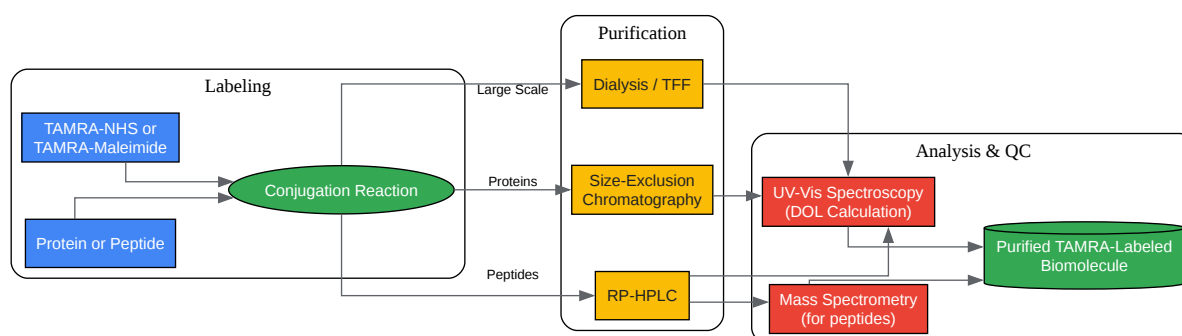 Labeling
TAMRA-NHS or
TAMRA-Maleimide
Protein or Peptide
Conjugation Reaction
Large Scale
Proteins
Peptides
Purification
Dialysis / TFF
Size-Exclusion
Chromatography
RP-HPLC
Analysis & QC
UV-Vis Spectroscopy
(DOL Calculation)
Mass Spectrometry
(for peptides)
Purified TAMRA-Labeled
Biomolecule